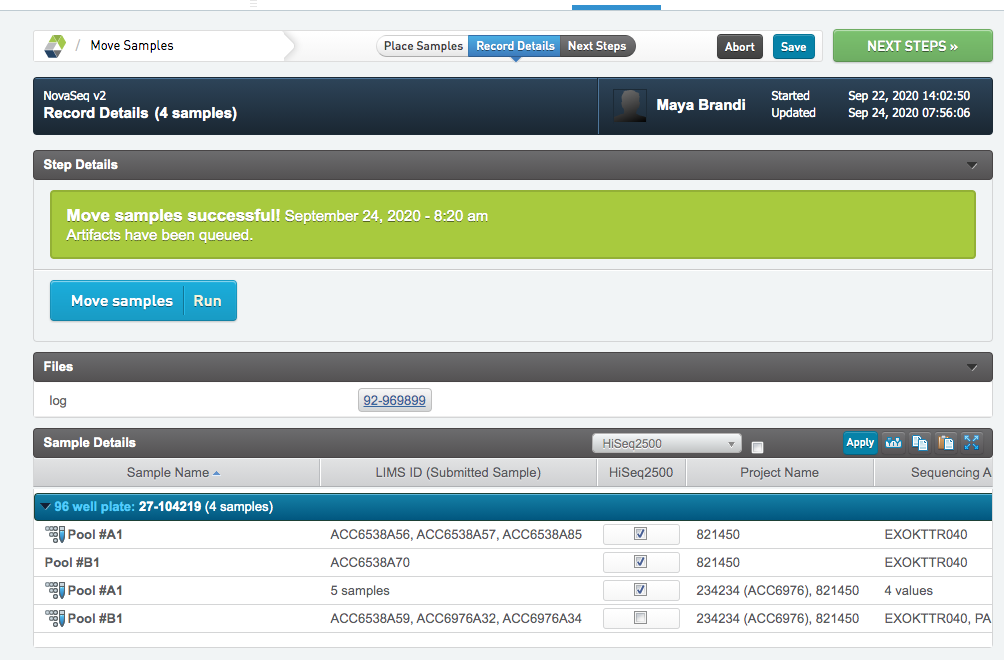 / Move Samples
Place Samples Record Details Next Steps
Abort Save NEXT STEPS »
NovaSeq v2
Record Details (4 samples)
Maya Brandi
Started Sep 22, 2020 14:02:50
Updated Sep 24, 2020 07:56:06
Step Details
Move samples successful! September 24, 2020 - 8:20 am
Artifacts have been queued.
Move samples Run
Files
log 92-969899
Sample Details HiSeq2500 Apply
Sample Name LIMS ID (Submitted Sample) HiSeq2500 Project Name Sequencing A
96 well plate: 27-104219 (4 samples)
Pool #A1 ACC6538A56, ACC6538A57, ACC6538A85 821450 EXOKTTR040
Pool #B1 ACC6538A70 821450 EXOKTTR040
Pool #A1 5 samples 234234 (ACC6976), 821450 4 values
Pool #B1 ACC6538A59, ACC6976A32, ACC6976A34 234234 (ACC6976), 821450 EXOKTTR040, PA